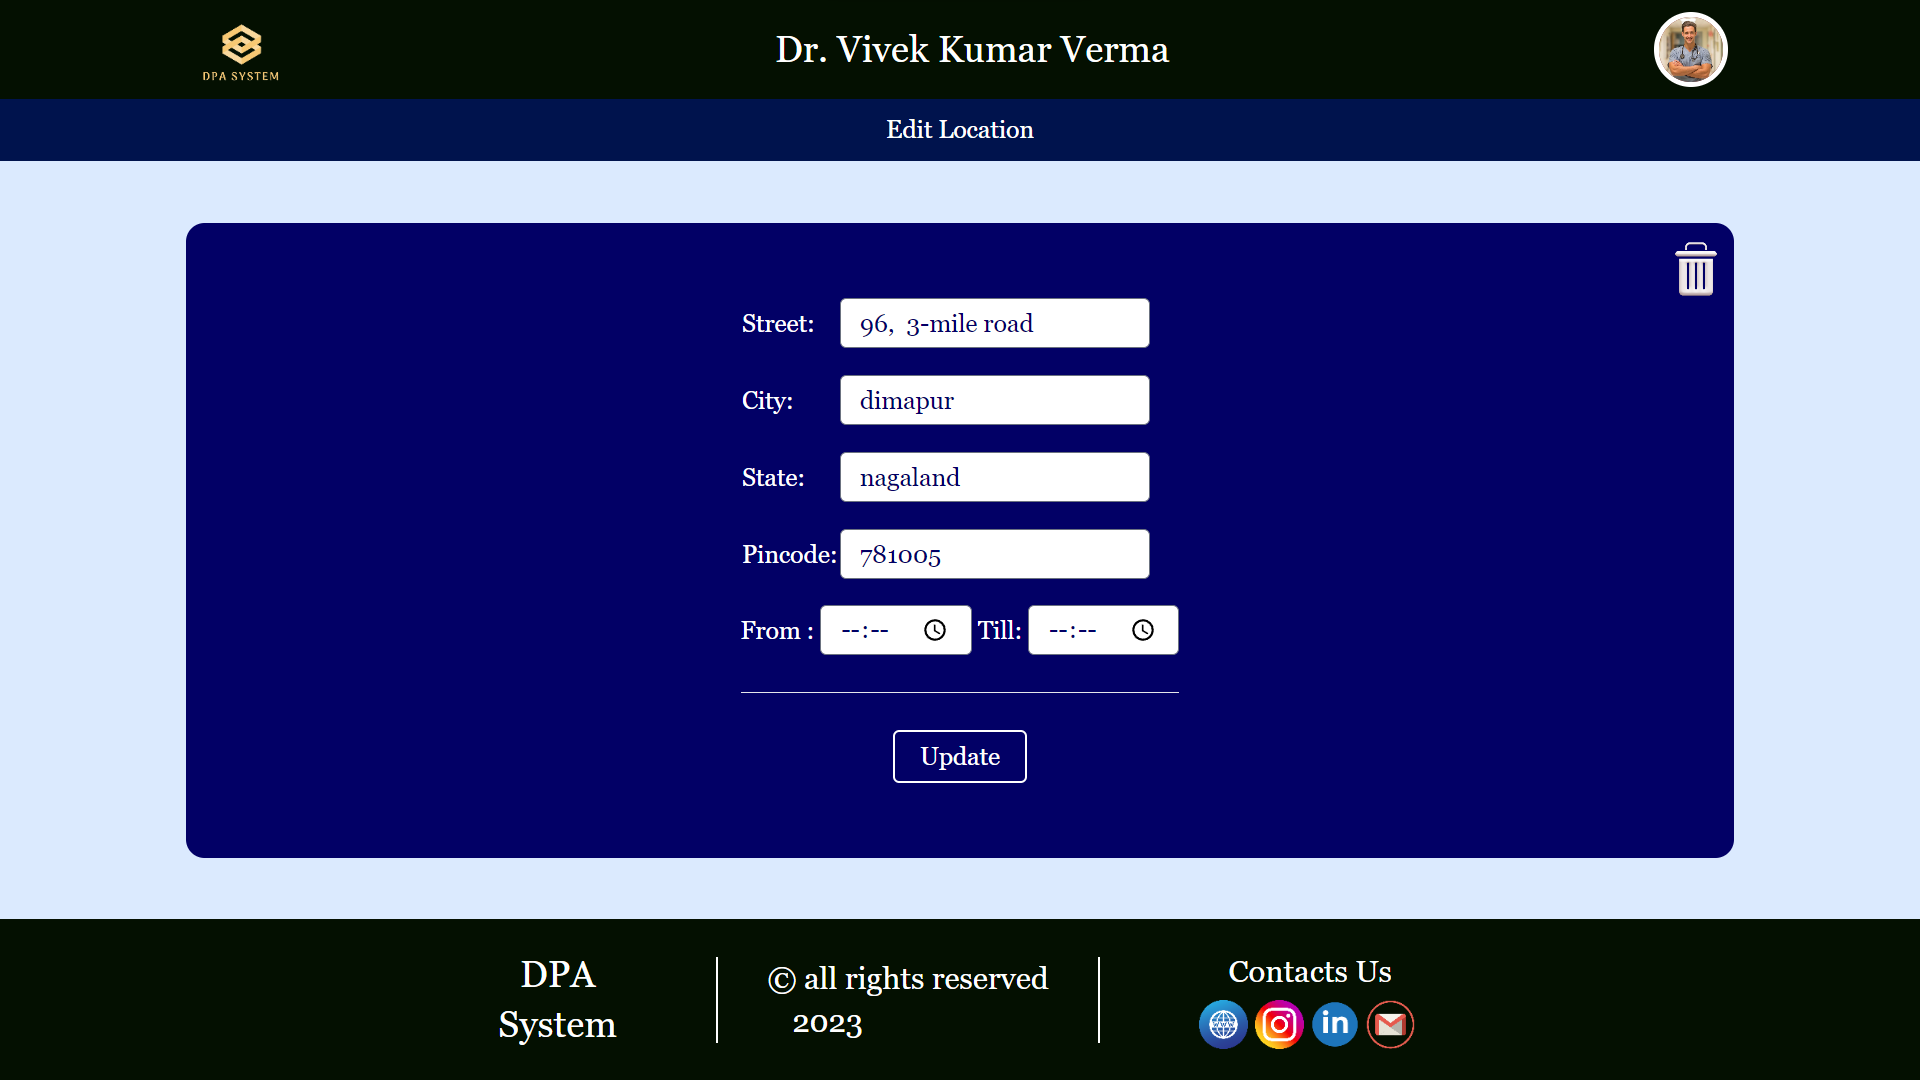 DPA SYSTEM
Dr. Vivek Kumar Verma
Edit Location
Street: 96,  3-mile road
City: dimapur
State: nagaland
Pincode: 781005
From : --:-- Till: --:--
Update
DPA
System
© all rights reserved
2023
Contacts Us
www
in